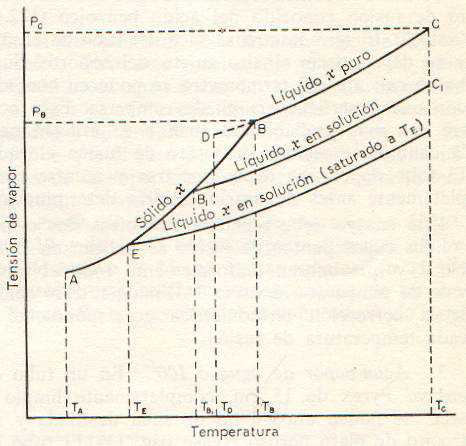 Pc
C
Líquido x puro
C₁
PB
B
D
Líquido x en solución
Líquido x en solución (saturado a TE)
Sólido x
B₁
E
A
Tensión de vapor
TA
TE
TB₁
TD
TB
Tc
Temperatura